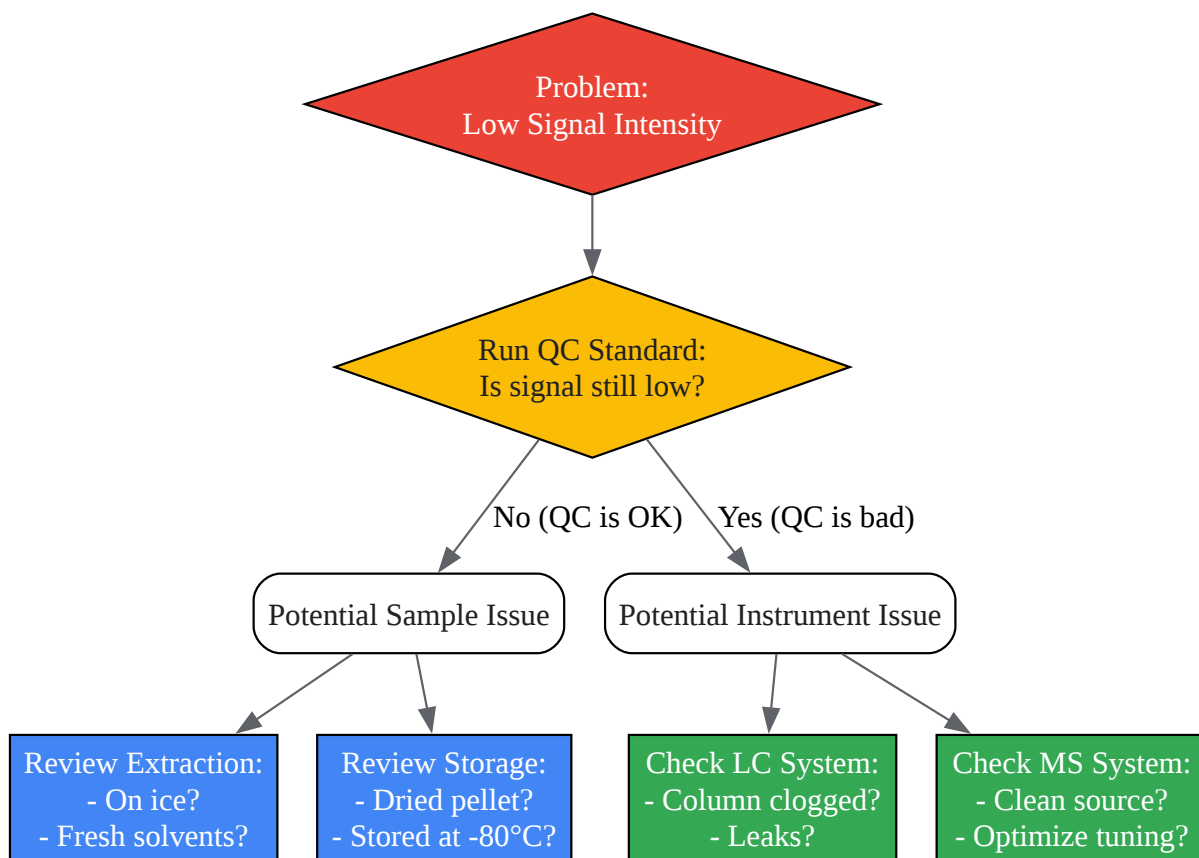 Problem:
Low Signal Intensity
Run QC Standard:
Is signal still low?
No (QC is OK)
Yes (QC is bad)
Potential Sample Issue
Potential Instrument Issue
Review Extraction:
- On ice?
- Fresh solvents?
Review Storage:
- Dried pellet?
- Stored at -80°C?
Check LC System:
- Column clogged?
- Leaks?
Check MS System:
- Clean source?
- Optimize tuning?